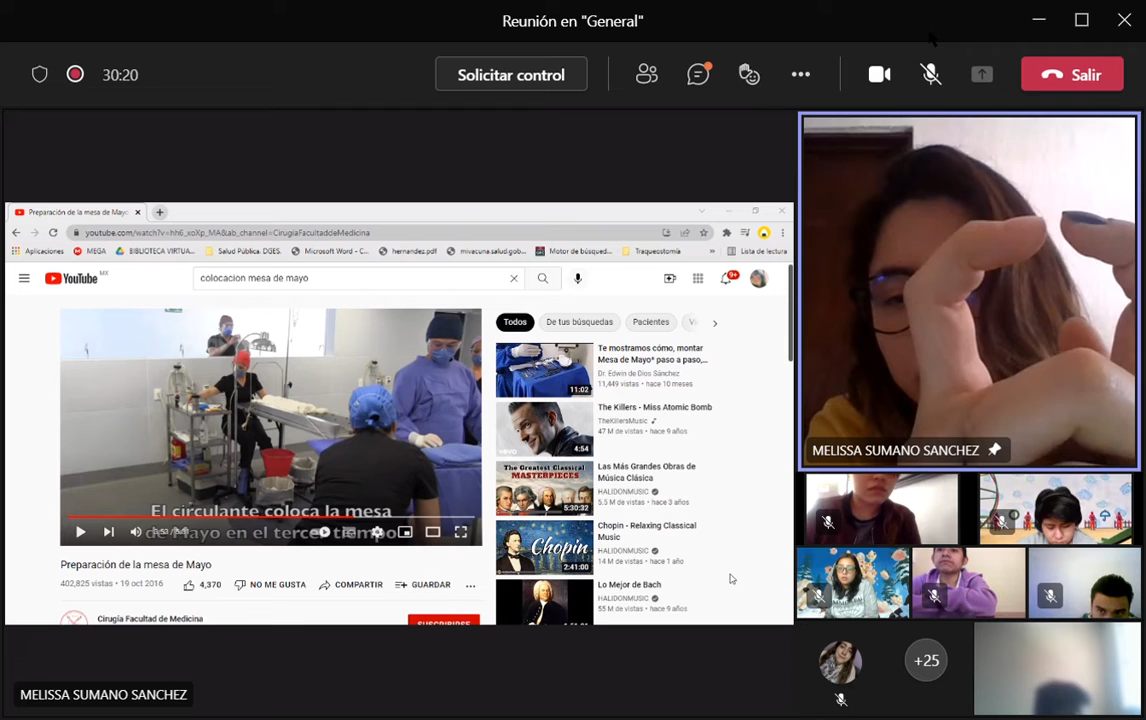 Reunión en "General"
30:20
Solicitar control
Salir
Preparación de la mesa de Mayo
youtube.com/watch?v=hh6_xoXp_MA&ab_channel=CirugiaFacultaddeMedicina
Aplicaciones
MEGA
BIBLIOTECA VIRTUA...
Salud Pública. DGES.
Microsoft Word - C...
hernandez.pdf
mivacuna.salud.gob...
Motor de búsqued...
Traqueostomía
»
Lista de lectura
YouTube MX
colocacion mesa de mayo
9+
El circulante coloca la mesa
de Mayo en el tercer tiempo
Todos
De tus búsquedas
Pacientes
Te mostramos cómo, montar
Mesa de Mayo* paso a paso,...
Dr. Edwin de Dios Sánchez
11,449 vistas • hace 10 meses
11:02
The Killers - Miss Atomic Bomb
TheKillersMusic
47 M de vistas • hace 9 años
vevo
4:54
The Greatest Classical
MASTERPIECES
5:30:32
Las Más Grandes Obras de
Música Clásica
HALIDONMUSIC
5.5 M de vistas • hace 3 años
Chopin
2:41:00
Chopin - Relaxing Classical
Music
HALIDONMUSIC
14 M de vistas • hace 1 año
Lo Mejor de Bach
HALIDONMUSIC
55 M de vistas • hace 9 años
Preparación de la mesa de Mayo
402,825 vistas • 19 oct 2016
4,370
NO ME GUSTA
COMPARTIR
GUARDAR
...
Cirugía Facultad de Medicina
SUSCRIBIRSE
MELISSA SUMANO SANCHEZ
+25
MELISSA SUMANO SANCHEZ